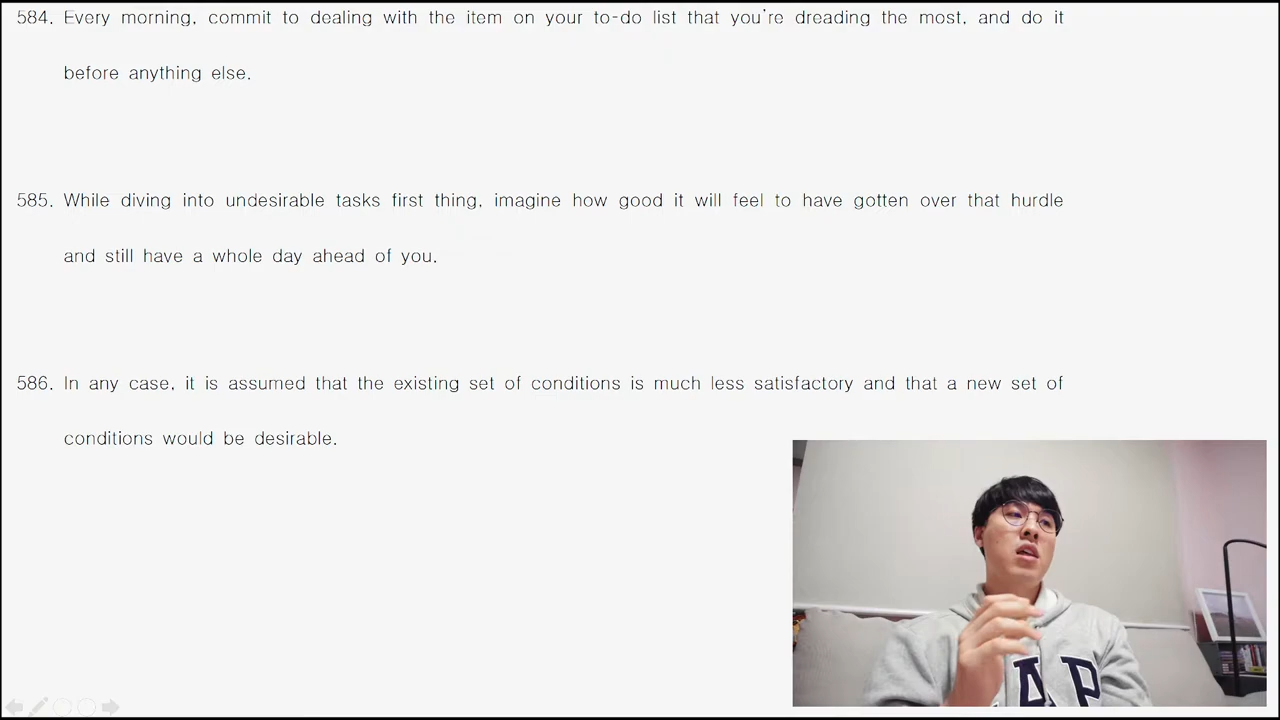 584. Every morning, commit to dealing with the item on your to-do list that you're dreading the most, and do it
before anything else.
585. While diving into undesirable tasks first thing, imagine how good it will feel to have gotten over that hurdle
and still have a whole day ahead of you.
586. In any case, it is assumed that the existing set of conditions is much less satisfactory and that a new set of
conditions would be desirable.
AP